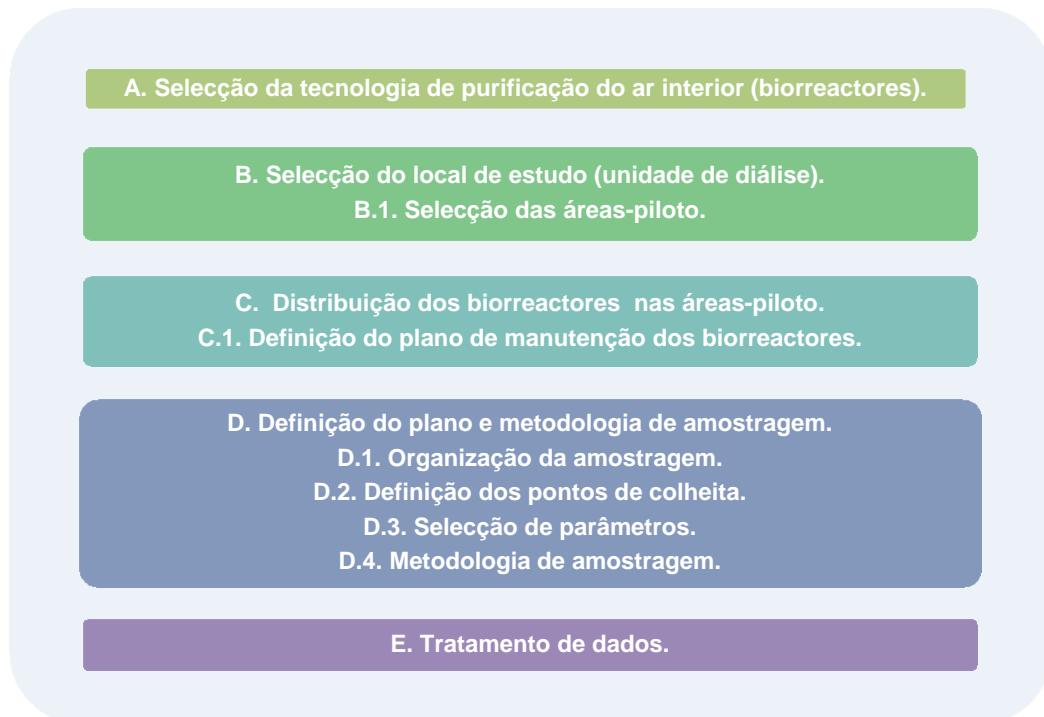 A. Selecção da tecnologia de purificação do ar interior (biorreactores).
B. Selecção do local de estudo (unidade de diálise).
B.1. Selecção das áreas-piloto.
C. Distribuição dos biorreactores nas áreas-piloto.
C.1. Definição do plano de manutenção dos biorreactores.
D. Definição do plano e metodologia de amostragem.
D.1. Organização da amostragem.
D.2. Definição dos pontos de colheita.
D.3. Selecção de parâmetros.
D.4. Metodologia de amostragem.
E. Tratamento de dados.